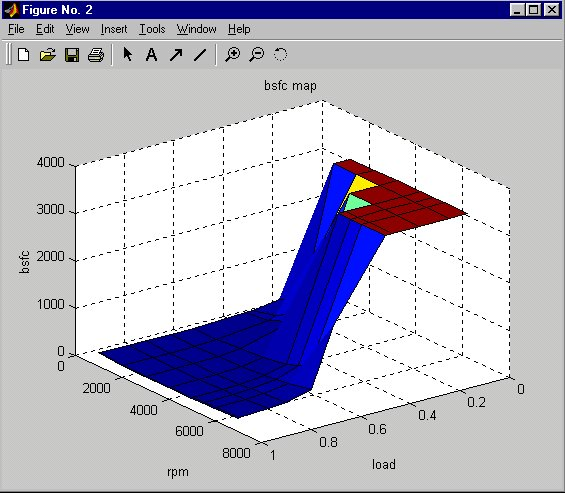 Figure No. 2
File Edit View Insert Tools Window Help
A
bsfc map
4000
3000
2000
1000
0
bsfc
0
2000
4000
6000
8000
rpm
1
0.8
0.6
0.4
0.2
0
load